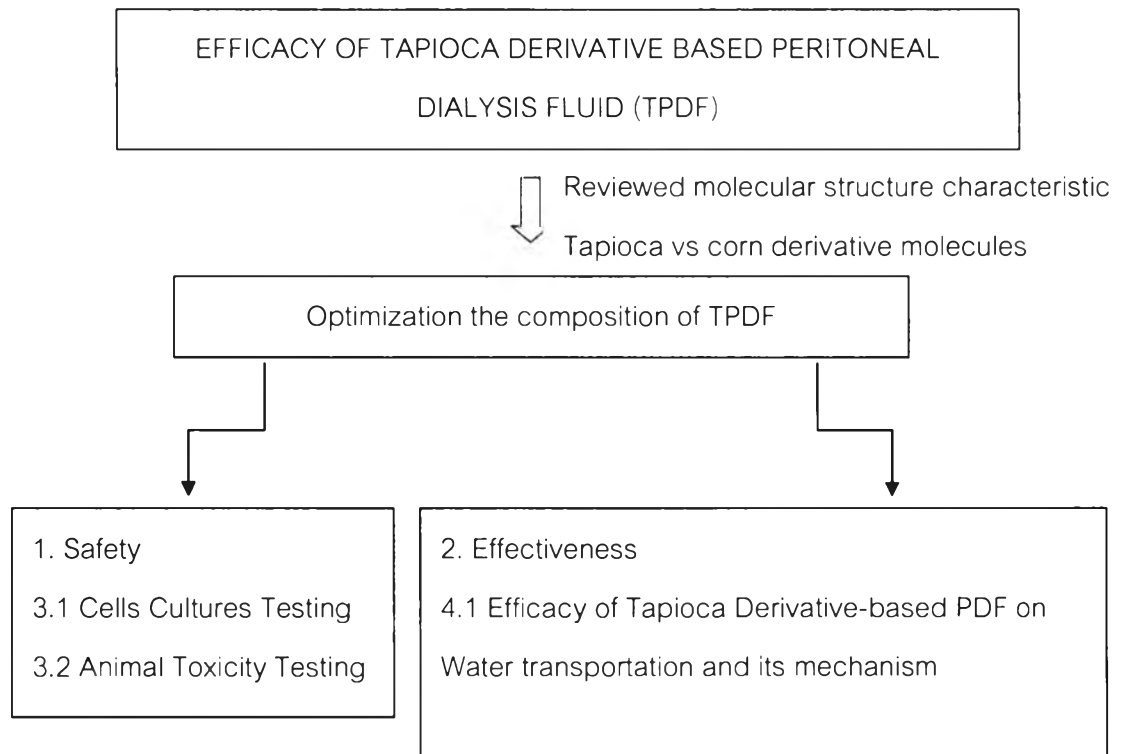 EFFICACY OF TAPIOCA DERIVATIVE BASED PERITONEAL
DIALYSIS FLUID (TPDF)
Reviewed molecular structure characteristic
Tapioca vs corn derivative molecules
Optimization the composition of TPDF
1. Safety
3.1 Cells Cultures Testing
3.2 Animal Toxicity Testing
2. Effectiveness
4.1 Efficacy of Tapioca Derivative-based PDF on
Water transportation and its mechanism